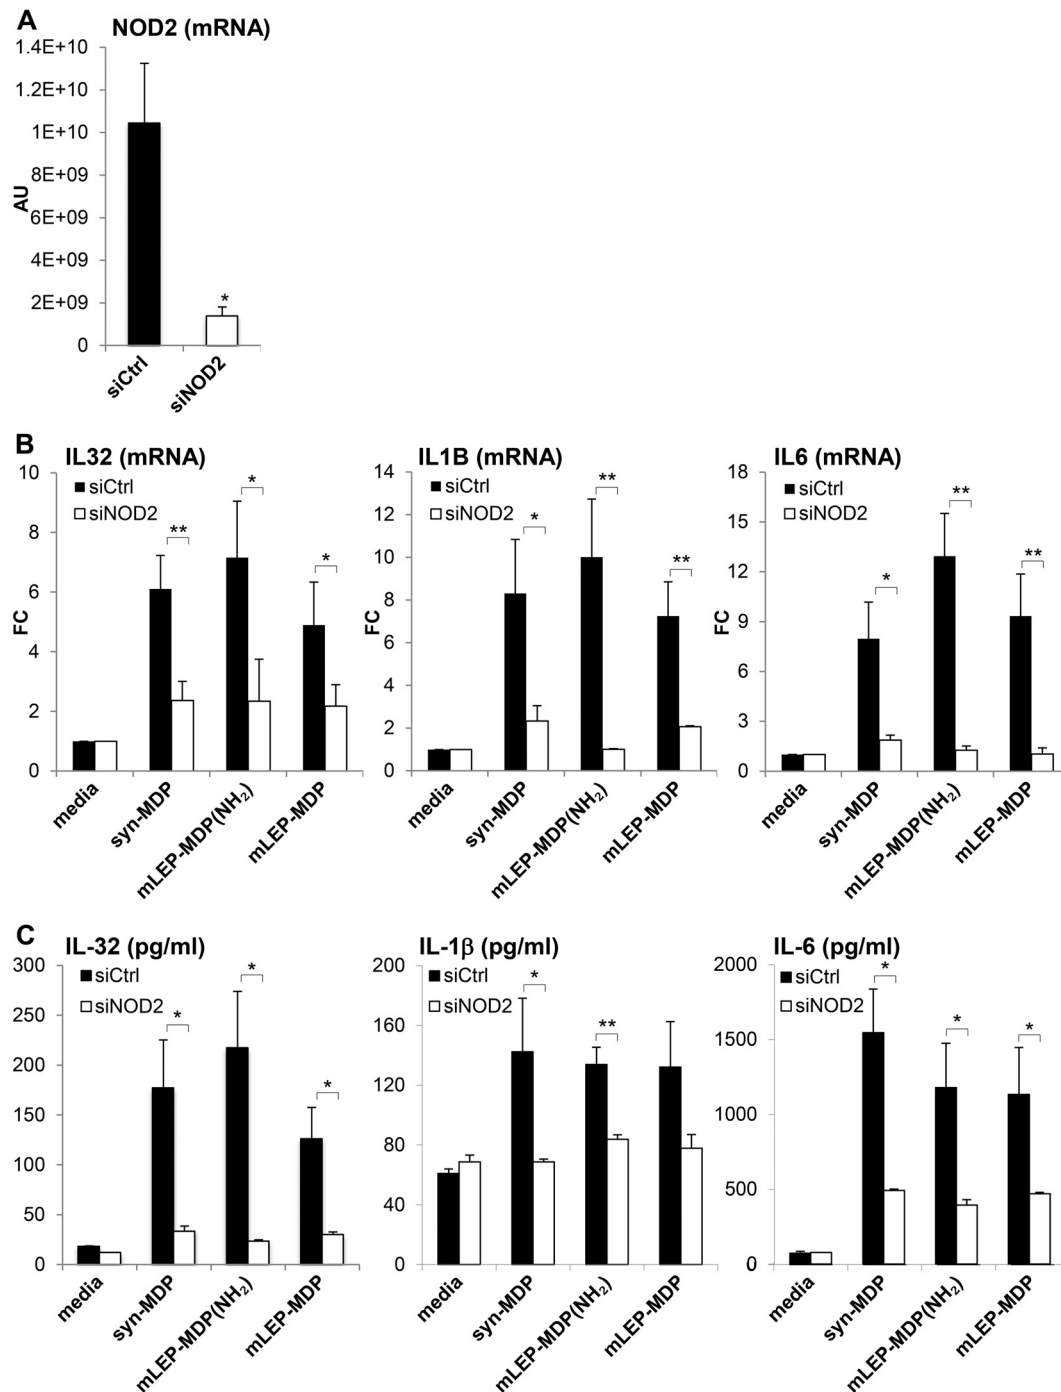 A
NOD2 (mRNA)
1.4E+10
1.2E+10
1E+10
8E+09
6E+09
4E+09
2E+09
0
AU
*
siCtrl
siNOD2
B
IL32 (mRNA)
10
8
6
4
2
0
FC
siCtrl
siNOD2
**
*
*
media
syn-MDP
mLEP-MDP(NH₂)
mLEP-MDP
IL1B (mRNA)
14
12
10
8
6
4
2
0
FC
siCtrl
siNOD2
*
**
**
media
syn-MDP
mLEP-MDP(NH₂)
mLEP-MDP
IL6 (mRNA)
18
15
12
9
6
3
0
FC
siCtrl
siNOD2
*
**
**
media
syn-MDP
mLEP-MDP(NH₂)
mLEP-MDP
C
IL-32 (pg/ml)
300
250
200
150
100
50
0
siCtrl
siNOD2
*
*
*
media
syn-MDP
mLEP-MDP(NH₂)
mLEP-MDP
IL-1β (pg/ml)
200
160
120
80
40
0
siCtrl
siNOD2
*
**
media
syn-MDP
mLEP-MDP(NH₂)
mLEP-MDP
IL-6 (pg/ml)
2000
1500
1000
500
0
siCtrl
siNOD2
*
*
*
media
syn-MDP
mLEP-MDP(NH₂)
mLEP-MDP